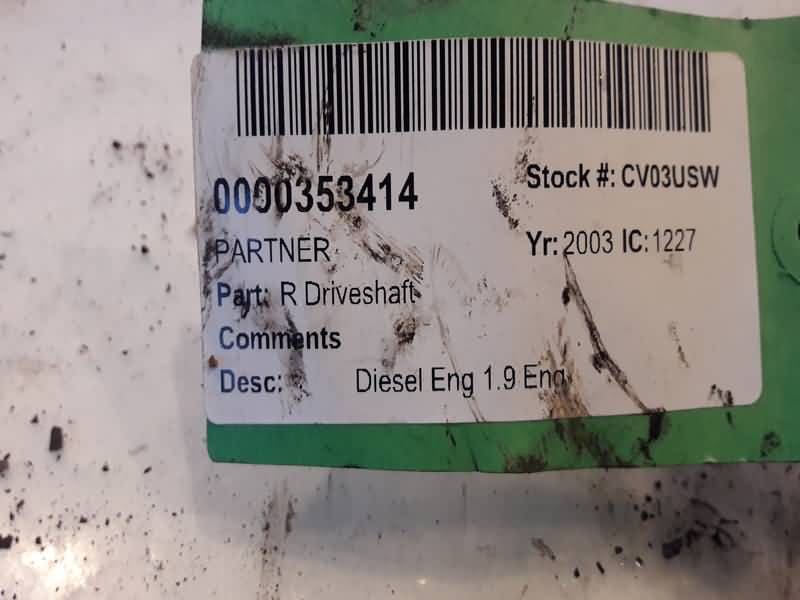 0000353414
Stock #: CV03USW
PARTNER
Yr: 2003 IC: 1227
Part: R Driveshaft
Comments
Desc: Diesel Eng 1.9 Eng